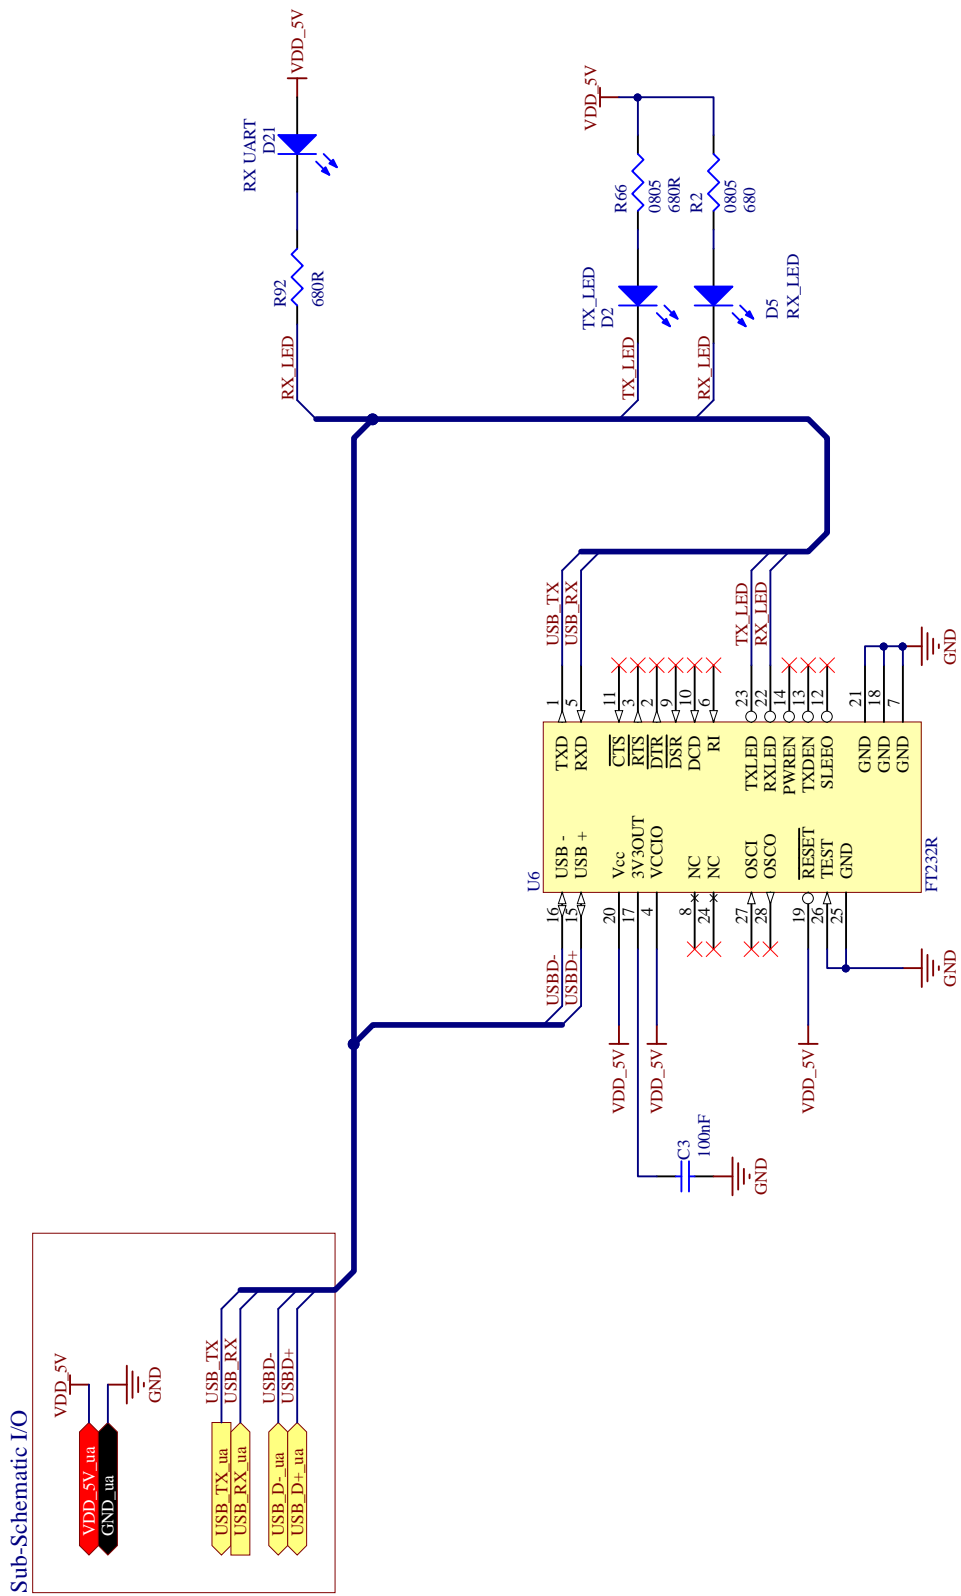 Sub-Schematic I/O
VDD_5V_ua
GND_ua
VDD_5V
GND
USB_TX_ua
USB_RX_ua
USB_D-_ua
USB_D+_ua
USB_TX
USB_RX
USBD-
USBD+
C3
100nF
GND
VDD_5V
VDD_5V
VDD_5V
GND
USBD-
USBD+
16
15
20
17
4
8
24
27
28
19
26
25
U6
USB -
USB +
Vcc
3V3OUT
VCCIO
NC
NC
OSCI
OSCO
RESET
TEST
GND
TXD
RXD
CTS
RTS
DTR
DSR
DCD
RI
TXLED
RXLED
PWREN
TXDEN
SLEEO
GND
GND
GND
FT232R
1
5
11
3
2
9
10
6
23
22
14
13
12
21
18
7
USB_TX
USB_RX
TX_LED
RX_LED
GND
RX_LED
R92
680R
RX UART
D21
VDD_5V
TX_LED
RX_LED
TX_LED
D2
D5
RX_LED
R66
0805
680R
R2
0805
680
VDD_5V